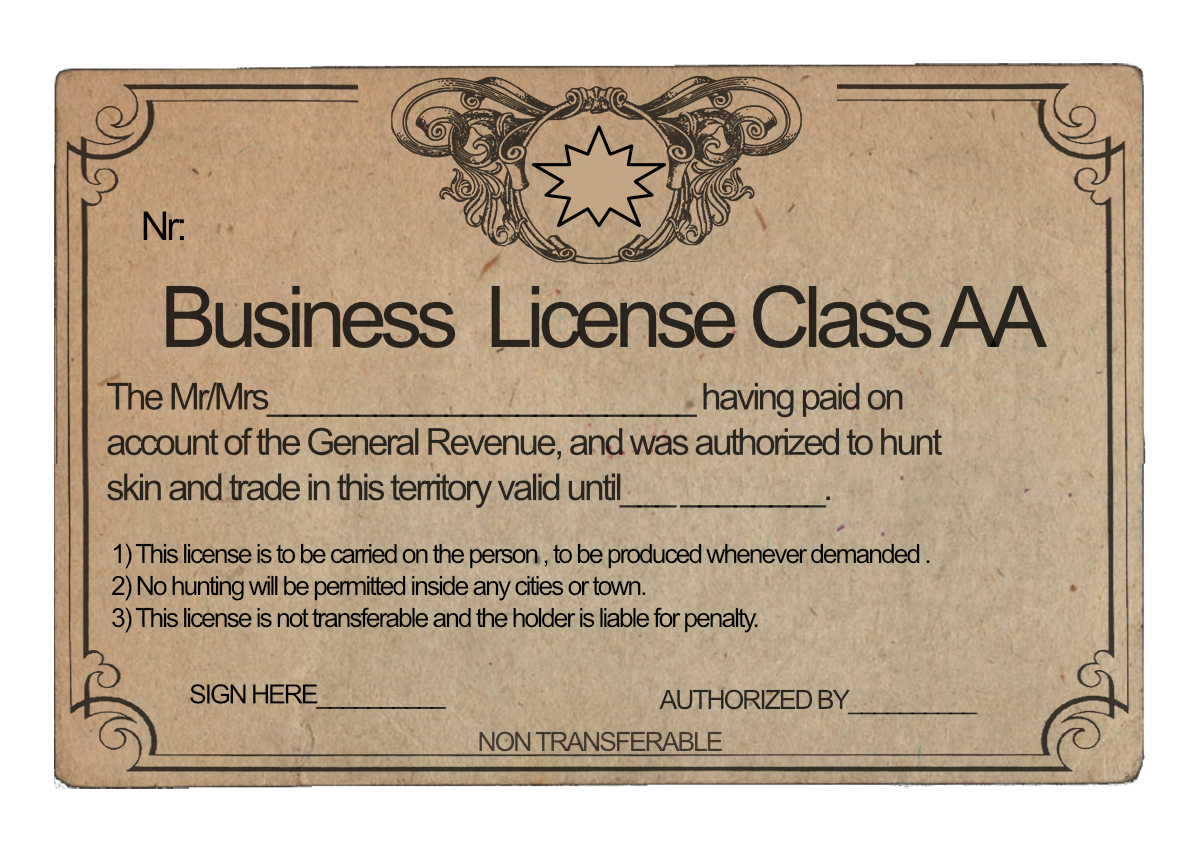 Nr:
Business License Class AA
The Mr/Mrs________________________ having paid on
account of the General Revenue, and was authorized to hunt
skin and trade in this territory valid until___ ________.
1) This license is to be carried on the person , to be produced whenever demanded .
2) No hunting will be permitted inside any cities or town.
3) This license is not transferable and the holder is liable for penalty.
SIGN HERE_________
AUTHORIZED BY_________
NON TRANSFERABLE